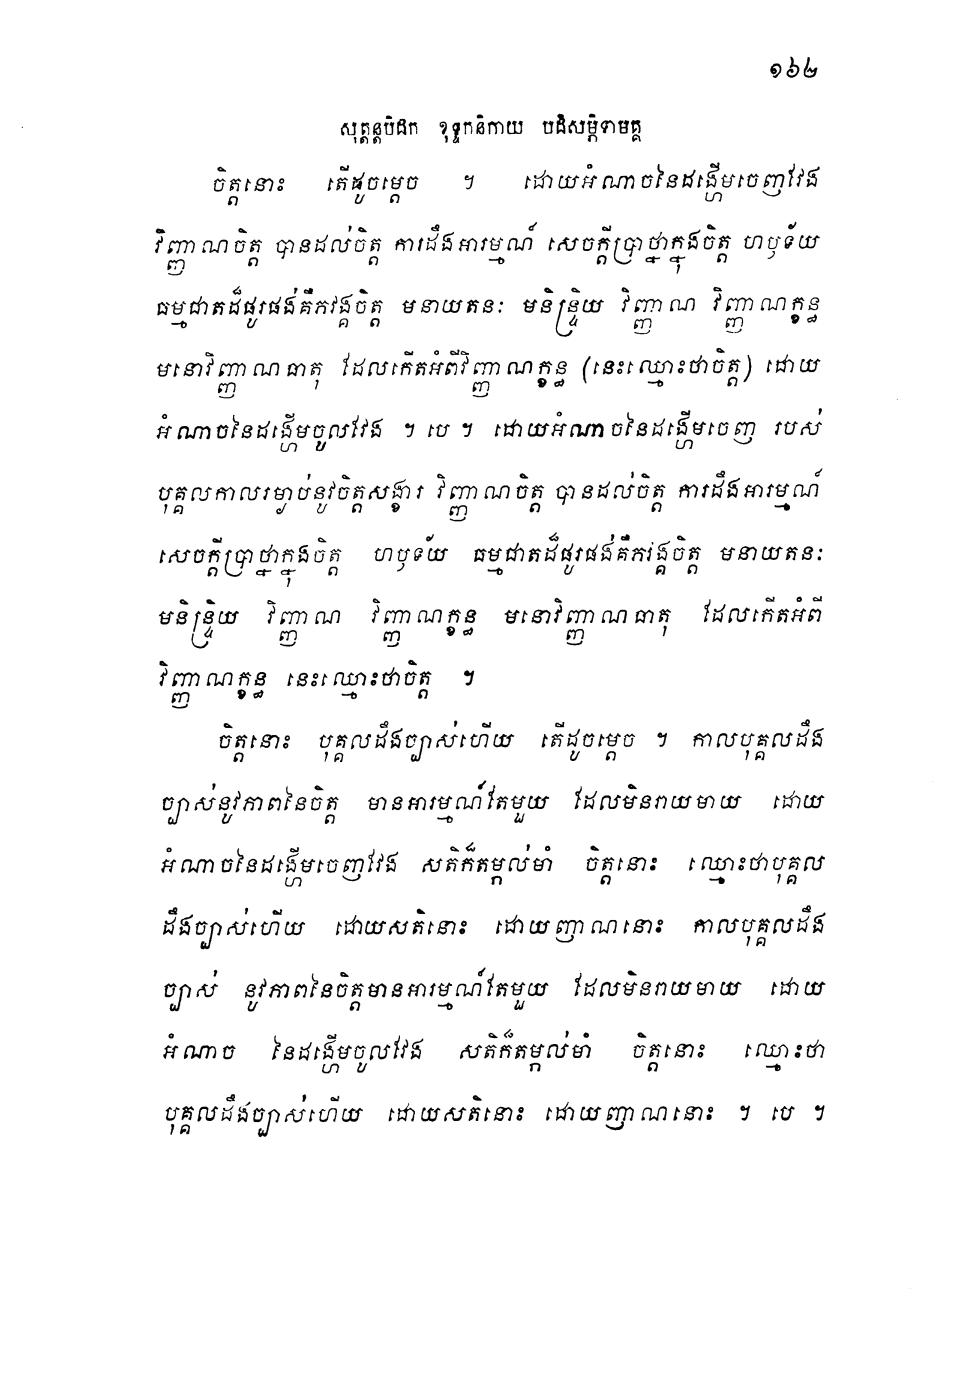 ១៦២
សុត្តន្តបិដក ខុទ្ទកនិកាយ បដិសម្ភិទាមគ្គ
ចិត្តនោះ តើដូចម្តេច ។ ដោយអំណាចនៃដង្ហើមចេញវែង
វិញ្ញាណចិត្ត បានដល់ចិត្ត ការដឹងអារម្មណ៍ សេចក្តីប្រាថ្នាក្នុងចិត្ត ហឫទ័យ
ធម្មជាតដ៏ផូរផង់គឺភវង្គចិត្ត មនាយតនៈ មនិន្ទ្រិយ វិញ្ញាណ វិញ្ញាណក្ខន្ធ
មនោវិញ្ញាណធាតុ ដែលកើតអំពីវិញ្ញាណក្ខន្ធ (នេះឈ្មោះថាចិត្ត) ដោយ
អំណាចនៃដង្ហើមចូលវែង ។ បេ ។ ដោយអំណាចនៃដង្ហើមចេញ របស់
បុគ្គលកាលរម្ងាប់នូវចិត្តសង្ខារ វិញ្ញាណចិត្ត បានដល់ចិត្ត ការដឹងអារម្មណ៍
សេចក្តីប្រាថ្នាក្នុងចិត្ត ហឫទ័យ ធម្មជាតដ៏ផូរផង់គឺភវង្គចិត្ត មនាយតនៈ
មនិន្ទ្រិយ វិញ្ញាណ វិញ្ញាណក្ខន្ធ មនោវិញ្ញាណធាតុ ដែលកើតអំពី
វិញ្ញាណក្ខន្ធ នេះឈ្មោះថាចិត្ត ។
ចិត្តនោះ បុគ្គលដឹងច្បាស់ហើយ តើដូចម្តេច ។ កាលបុគ្គលដឹង
ច្បាស់នូវភាពនៃចិត្ត មានអារម្មណ៍តែមួយ ដែលមិនរាយមាយ ដោយ
អំណាចនៃដង្ហើមចេញវែង សតិក៏តម្កល់មាំ ចិត្តនោះ ឈ្មោះថាបុគ្គល
ដឹងច្បាស់ហើយ ដោយសតិនោះ ដោយញាណនោះ កាលបុគ្គលដឹង
ច្បាស់ នូវភាពនៃចិត្តមានអារម្មណ៍តែមួយ ដែលមិនរាយមាយ ដោយ
អំណាច នៃដង្ហើមចូលវែង សតិក៏តម្កល់មាំ ចិត្តនោះ ឈ្មោះថា
បុគ្គលដឹងច្បាស់ហើយ ដោយសតិនោះ ដោយញាណនោះ ។ បេ ។